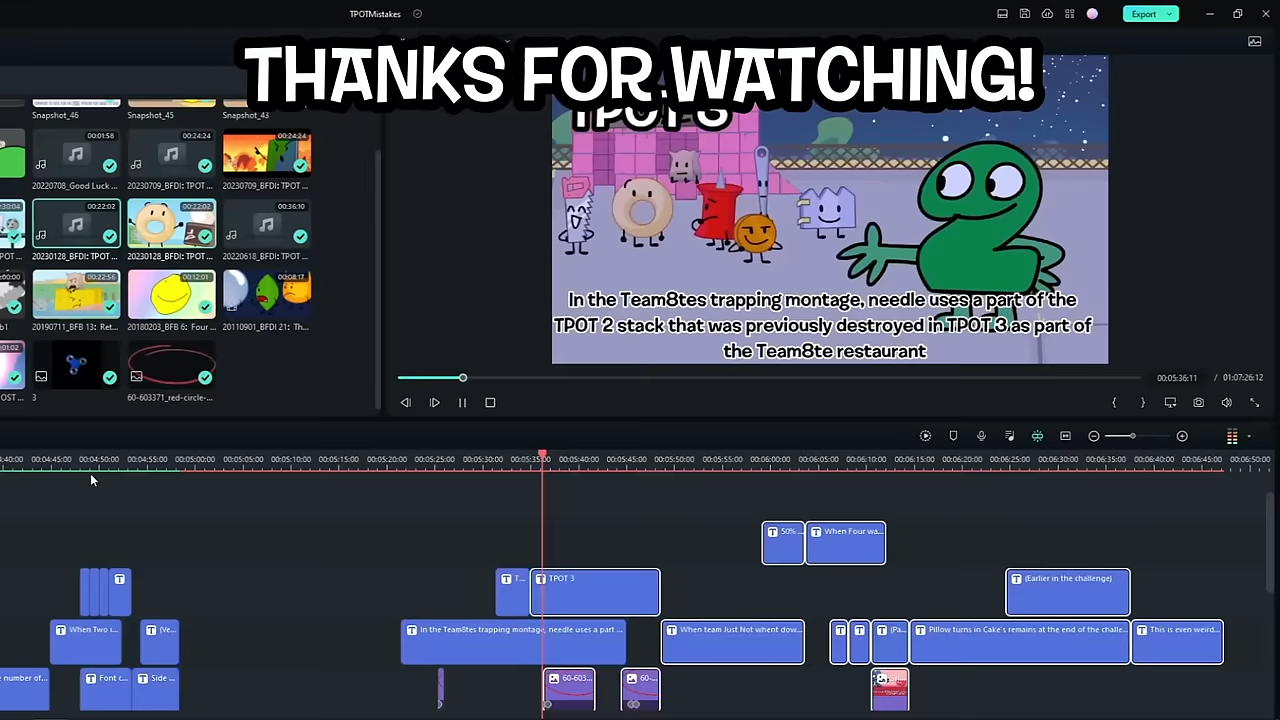 TPOTMistakes
Export
THANKS FOR WATCHING!
TPOT 3
Snapshot_46
Snapshot_45
Snapshot_43
00:01:58
00:24:24
00:24:24
20220708_Good Luck ...
20230709_BFDI: TPOT ...
20230709_BFDI: TPOT ...
00:22:02
00:22:02
00:36:10
20230128_BFDI: TPOT ...
20230128_BFDI: TPOT ...
20220618_BFDI: TPOT ...
00:22:56
00:12:01
00:08:17
20190711_BFB 13: Ret...
20180203_BFB 6: Four ...
20110901_BFDI 21: Th...
3
60-603371_red-circle-...
In the Team8tes trapping montage, needle uses a part of the
TPOT 2 stack that was previously destroyed in TPOT 3 as part of
the Team8te restaurant
00:05:36:11 / 01:07:26:12
00:04:45:00 00:04:50:00 00:04:55:00 00:05:00:00 00:05:05:00 00:05:10:00 00:05:15:00 00:05:20:00 00:05:25:00 00:05:30:00 00:05:35:00 00:05:40:00 00:05:45:00 00:05:50:00 00:05:55:00 00:06:00:00 00:06:05:00 00:06:10:00 00:06:15:00 00:06:20:00 00:06:25:00 00:06:30:00 00:06:35:00 00:06:40:00 00:06:45:00 00:06:50:00
50% ...
When Four wa...
T...
TPOT 3
(Earlier in the challenge)
When Two i...
(Ve...
In the Team8tes trapping montage, needle uses a part ...
When team Just Not whent dow...
(Pa...
Pillow turns in Cake's remains at the end of the challe...
This is even weird...
number of...
Font c...
Side ...
60-603...
60-...